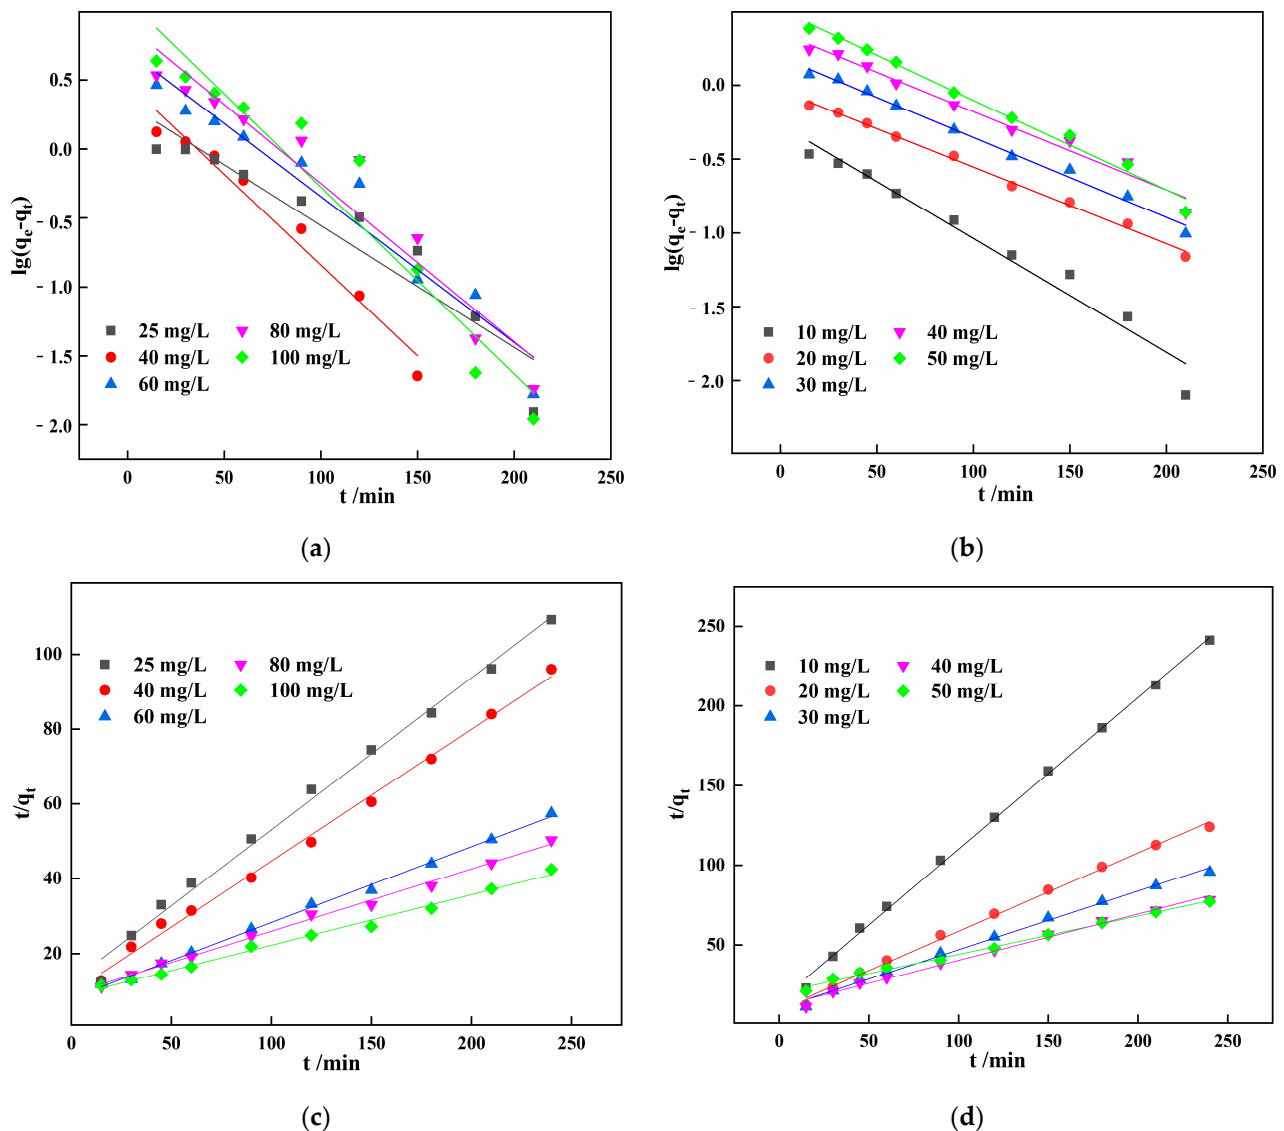 0.5
0.0
- 0.5
- 1.0
- 1.5
- 2.0
lg(qe-qt)
25 mg/L
80 mg/L
40 mg/L
100 mg/L
60 mg/L
0
50
100
150
200
250
t /min
(a)
0.0
- 0.5
- 1.0
- 1.5
- 2.0
lg(qe-qt)
10 mg/L
40 mg/L
20 mg/L
50 mg/L
30 mg/L
0
50
100
150
200
250
t /min
(b)
100
80
60
40
20
t/qt
25 mg/L
80 mg/L
40 mg/L
100 mg/L
60 mg/L
0
50
100
150
200
250
t /min
(c)
250
200
150
100
50
t/qt
10 mg/L
40 mg/L
20 mg/L
50 mg/L
30 mg/L
0
50
100
150
200
250
t /min
(d)